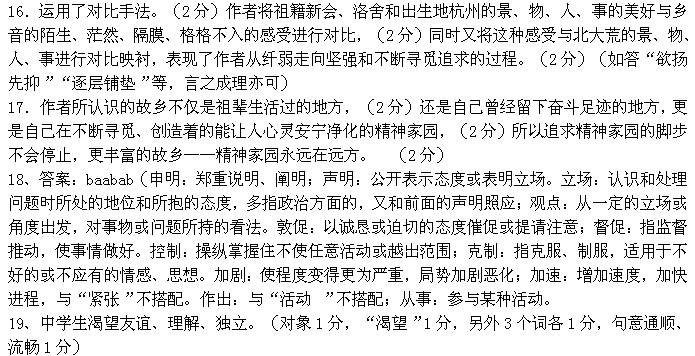 16．运用了对比手法。（2分）作者将祖籍新会、洛舍和出生地杭州的景、物、人、事的美好与乡
音的陌生、茫然、隔膜、格格不入的感受进行对比，（2分）同时又将这种感受与北大荒的景、物、
人、事进行对比映衬，表现了作者从纤弱走向坚强和不断寻觅追求的过程。（2分）（如答“欲扬
先抑 ”“逐层铺垫 ”等，言之成理亦可）
17．作者所认识的故乡不仅是祖辈生活过的地方，（2分）还是自己曾经留下奋斗足迹的地方，更
是自己在不断寻觅、创造着的能让人心灵安宁净化的精神家园，（2分）所以追求精神家园的脚步
不会停止，更丰富的故乡——精神家园永远在远方。 （2分）
18、答案：baabab（申明：郑重说明、阐明；声明：公开表示态度或表明立场。立场：认识和处理
问题时所处的地位和所抱的态度，多指政治方面的，又和前面的声明照应；观点：从一定的立场或
角度出发，对事物或问题所持的看法。敦促：以诚恳或迫切的态度催促或提请注意；督促：指监督
推动，使事情做好。控制：操纵掌握住不使任意活动或越出范围；克制：指克服、制服，适用于不
好的或不应有的情感、思想。加剧：使程度变得更为严重，局势加剧恶化；加速：增加速度，加快
进程，与“紧张 ”不搭配。作出：与“活动 ”不搭配；从事：参与某种活动。
19、中学生渴望友谊、理解、独立。（对象1分，“渴望 ”1分，另外3个词各1分，句意通顺、
流畅1分）